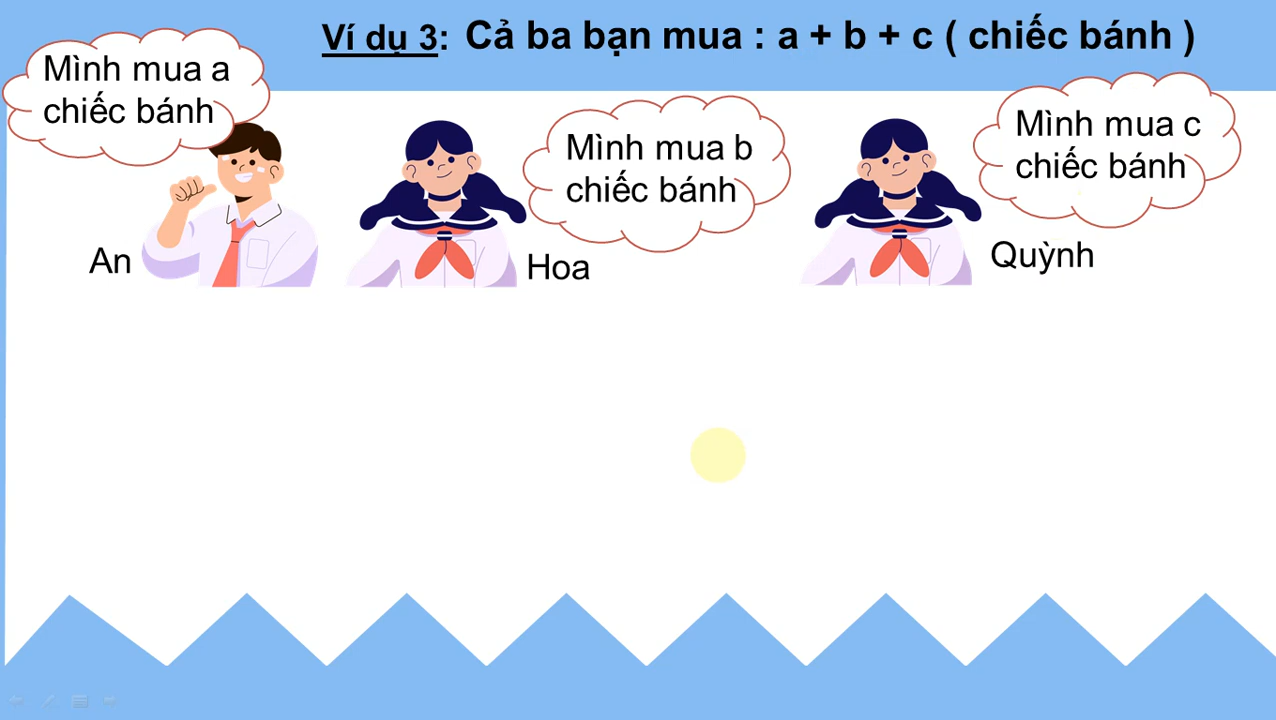 Ví dụ 3: Cả ba bạn mua : a + b + c ( chiếc bánh )
Mình mua a
chiếc bánh
Mình mua b
chiếc bánh
Mình mua c
chiếc bánh
An
Hoa
Quỳnh